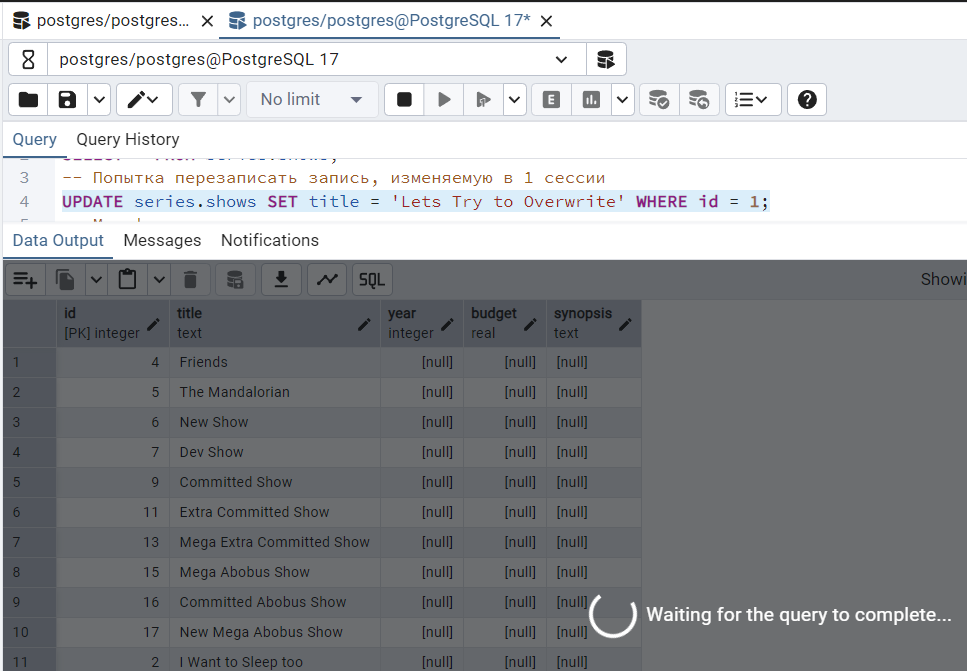 postgres/postgres... postgres/postgres@PostgreSQL 17*
postgres/postgres@PostgreSQL 17
No limit
E
Query Query History
3 -- Попытка перезаписать запись, изменяемую в 1 сессии
4 UPDATE series.shows SET title = 'Lets Try to Overwrite' WHERE id = 1;
Data Output Messages Notifications
SQL Showi
id title year budget synopsis
[PK] integer text integer real text
1 4 Friends [null] [null] [null]
2 5 The Mandalorian [null] [null] [null]
3 6 New Show [null] [null] [null]
4 7 Dev Show [null] [null] [null]
5 9 Committed Show [null] [null] [null]
6 11 Extra Committed Show [null] [null] [null]
7 13 Mega Extra Committed Show [null] [null] [null]
8 15 Mega Abobus Show [null] [null] [null]
9 16 Committed Abobus Show [null] [null] [null]
Waiting for the query to complete...
10 17 New Mega Abobus Show [null] [null] [null]
11 2 I Want to Sleep too [null] [null] [null]